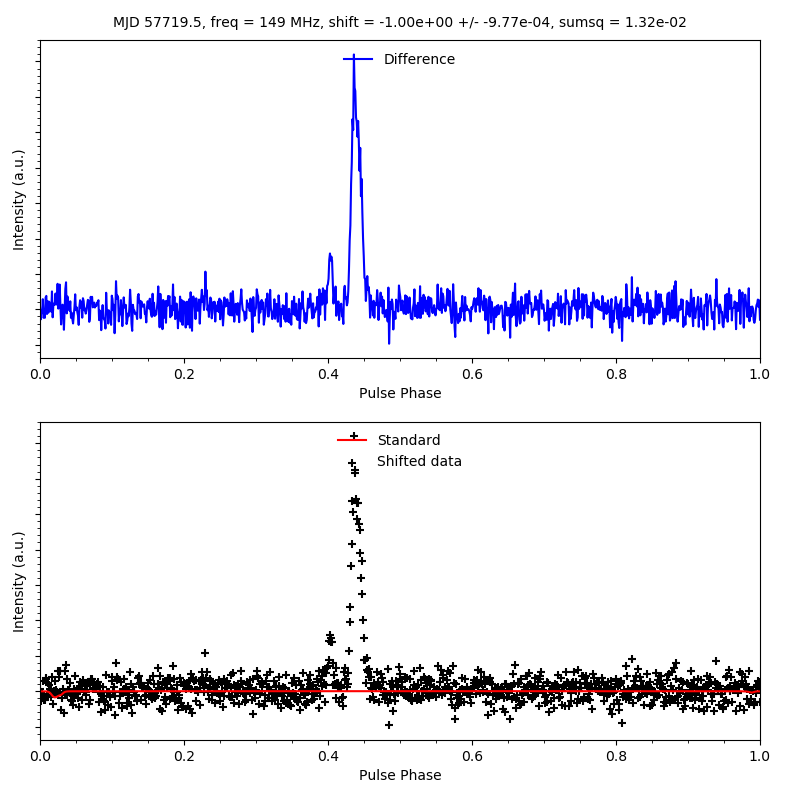 MJD 57719.5, freq = 149 MHz, shift = -1.00e+00 +/- -9.77e-04, sumsq = 1.32e-02
Difference
Intensity (a.u.)
0.0 0.2 0.4 0.6 0.8 1.0
Pulse Phase
Standard
Shifted data
Intensity (a.u.)
0.0 0.2 0.4 0.6 0.8 1.0
Pulse Phase